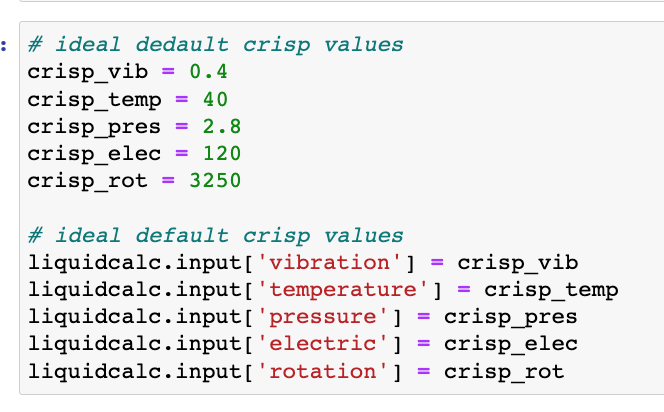 :
# ideal dedault crisp values
crisp_vib = 0.4
crisp_temp = 40
crisp_pres = 2.8
crisp_elec = 120
crisp_rot = 3250
# ideal default crisp values
liquidcalc.input['vibration'] = crisp_vib
liquidcalc.input['temperature'] = crisp_temp
liquidcalc.input['pressure'] = crisp_pres
liquidcalc.input['electric'] = crisp_elec
liquidcalc.input['rotation'] = crisp_rot